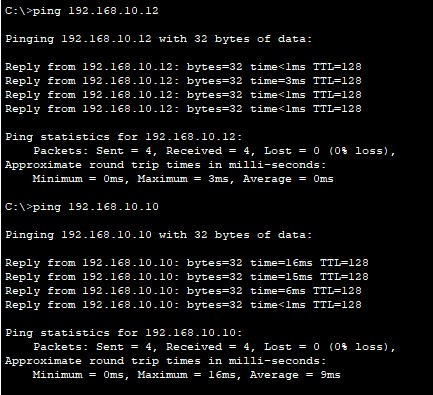 C:\>ping 192.168.10.12
Pinging 192.168.10.12 with 32 bytes of data:
Reply from 192.168.10.12: bytes=32 time<1ms TTL=128
Reply from 192.168.10.12: bytes=32 time=3ms TTL=128
Reply from 192.168.10.12: bytes=32 time<1ms TTL=128
Reply from 192.168.10.12: bytes=32 time<1ms TTL=128
Ping statistics for 192.168.10.12:
    Packets: Sent = 4, Received = 4, Lost = 0 (0% loss),
Approximate round trip times in milli-seconds:
    Minimum = 0ms, Maximum = 3ms, Average = 0ms
C:\>ping 192.168.10.10
Pinging 192.168.10.10 with 32 bytes of data:
Reply from 192.168.10.10: bytes=32 time=16ms TTL=128
Reply from 192.168.10.10: bytes=32 time=15ms TTL=128
Reply from 192.168.10.10: bytes=32 time=6ms TTL=128
Reply from 192.168.10.10: bytes=32 time<1ms TTL=128
Ping statistics for 192.168.10.10:
    Packets: Sent = 4, Received = 4, Lost = 0 (0% loss),
Approximate round trip times in milli-seconds:
    Minimum = 0ms, Maximum = 16ms, Average = 9ms